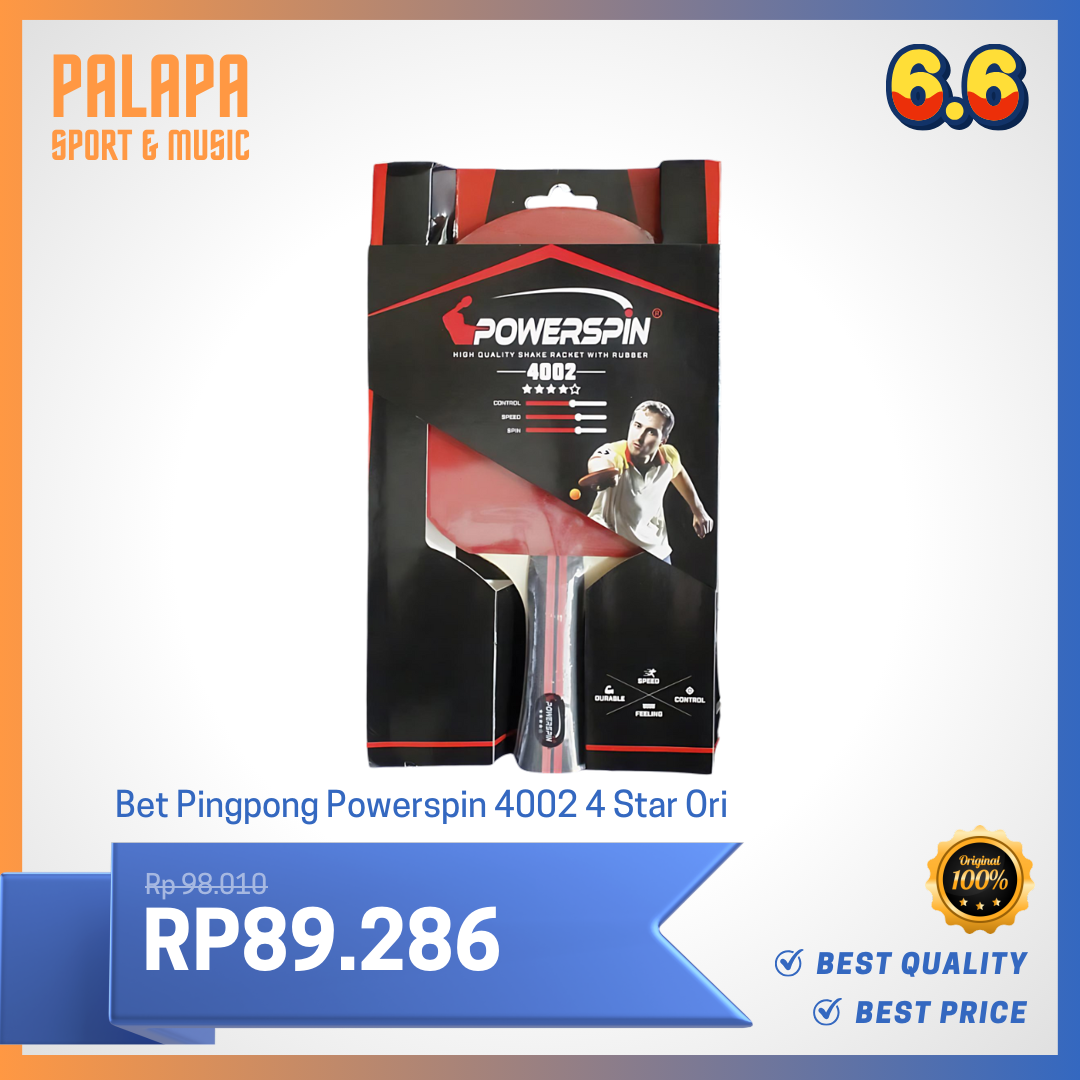 PALAPA
SPORT & MUSIC
6.6
POWERSPIN
HIGH QUALITY SHAKE RACKET WITH RUBBER
4002
CONTROL
SPEED
SPIN
SPEED
DURABLE
CONTROL
FEELING
POWERSPIN
Bet Pingpong Powerspin 4002 4 Star Ori
Rp 98.010
RP89.286
Original
100%
BEST QUALITY
BEST PRICE